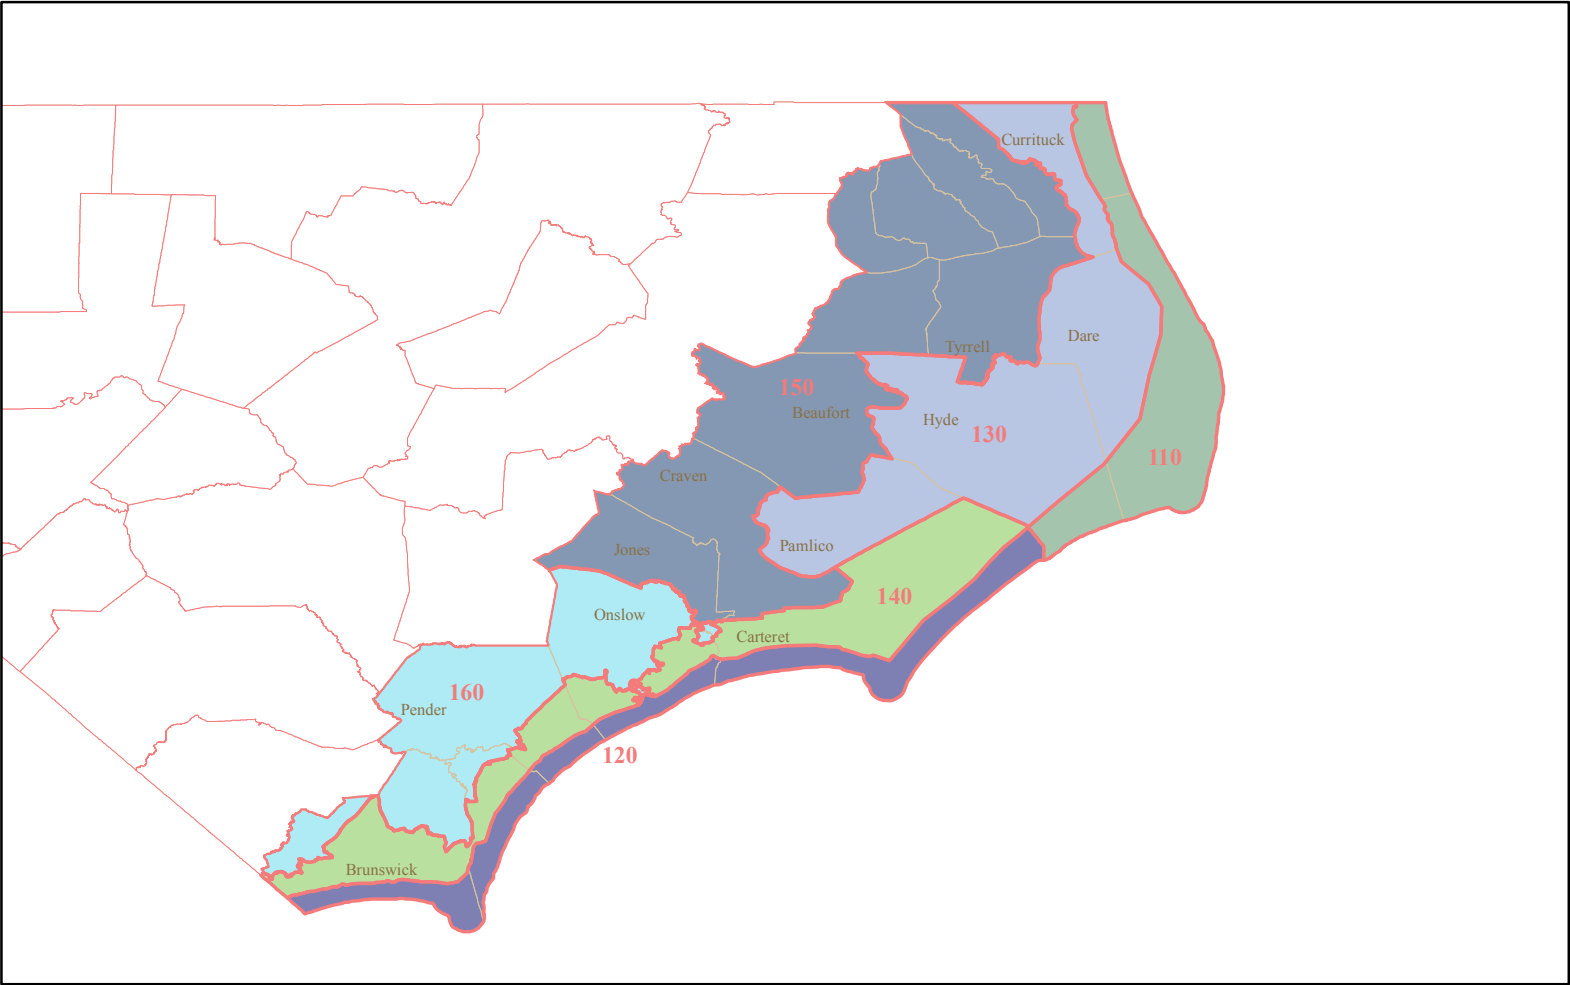 Currituck
Dare
Tyrrell
150
Beaufort
Hyde
130
110
Craven
Pamlico
Jones
140
Onslow
Carteret
160
Pender
120
Brunswick